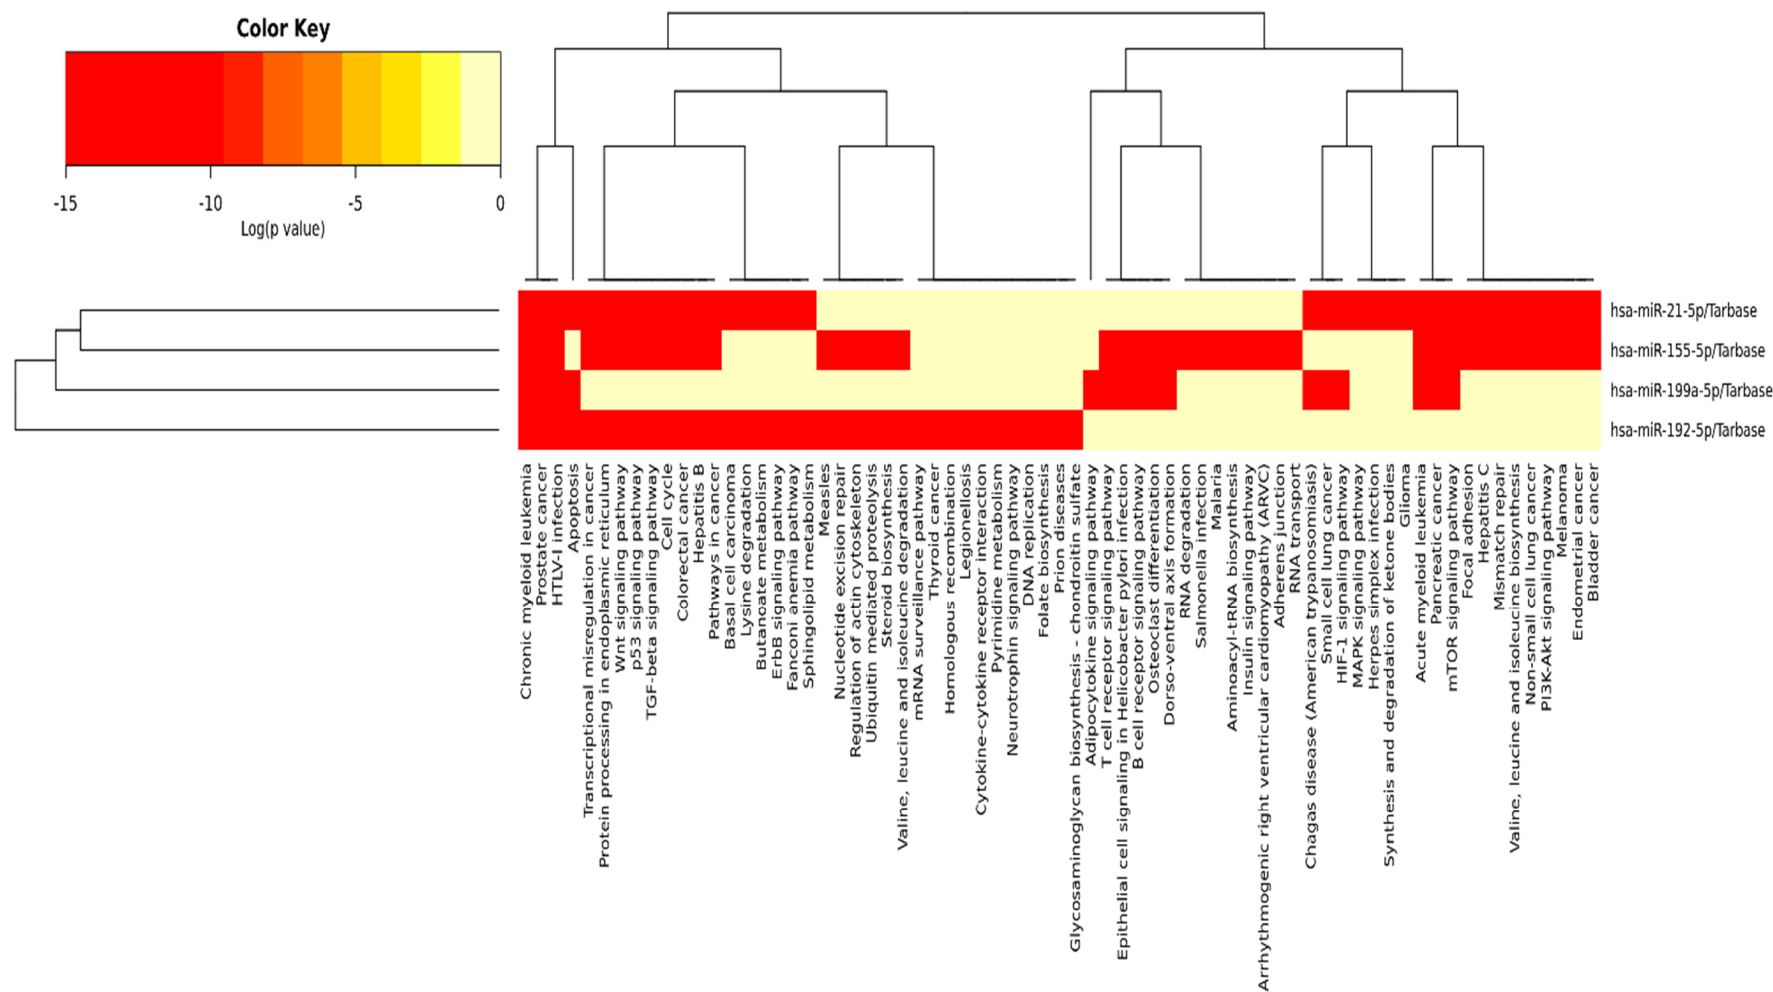 Color Key
-15
-10
-5
0
Log(p value)
hsa-miR-21-5p/Tarbase
hsa-miR-155-5p/Tarbase
hsa-miR-199a-5p/Tarbase
hsa-miR-192-5p/Tarbase
Chronic myeloid leukemia
Prostate cancer
HTLV-I infection
Apoptosis
Transcriptional misregulation in cancer
Protein processing in endoplasmic reticulum
Wnt signaling pathway
p53 signaling pathway
TGF-beta signaling pathway
Cell cycle
Colorectal cancer
Hepatitis B
Pathways in cancer
Basal cell carcinoma
Lysine degradation
Butanoate metabolism
ErbB signaling pathway
Fanconi anemia pathway
Sphingolipid metabolism
Measles
Nucleotide excision repair
Regulation of actin cytoskeleton
Ubiquitin mediated proteolysis
Steroid biosynthesis
Valine, leucine and isoleucine degradation
mRNA surveillance pathway
Thyroid cancer
Homologous recombination
Legionellosis
Cytokine-cytokine receptor interaction
Pyrimidine metabolism
Neurotrophin signaling pathway
DNA replication
Folate biosynthesis
Prion diseases
Glycosaminoglycan biosynthesis - chondroitin sulfate
Adipocytokine signaling pathway
T cell receptor signaling pathway
Epithelial cell signaling in Helicobacter pylori infection
B cell receptor signaling pathway
Osteoclast differentiation
Dorso-ventral axis formation
RNA degradation
Salmonella infection
Malaria
Aminoacyl-tRNA biosynthesis
Insulin signaling pathway
Arrhythmogenic right ventricular cardiomyopathy (ARVC)
Adherens junction
RNA transport
Chagas disease (American trypanosomiasis)
Small cell lung cancer
HIF-1 signaling pathway
MAPK signaling pathway
Herpes simplex infection
Synthesis and degradation of ketone bodies
Glioma
Acute myeloid leukemia
Pancreatic cancer
mTOR signaling pathway
Focal adhesion
Hepatitis C
Mismatch repair
Valine, leucine and isoleucine biosynthesis
Non-small cell lung cancer
PI3K-Akt signaling pathway
Melanoma
Endometrial cancer
Bladder cancer